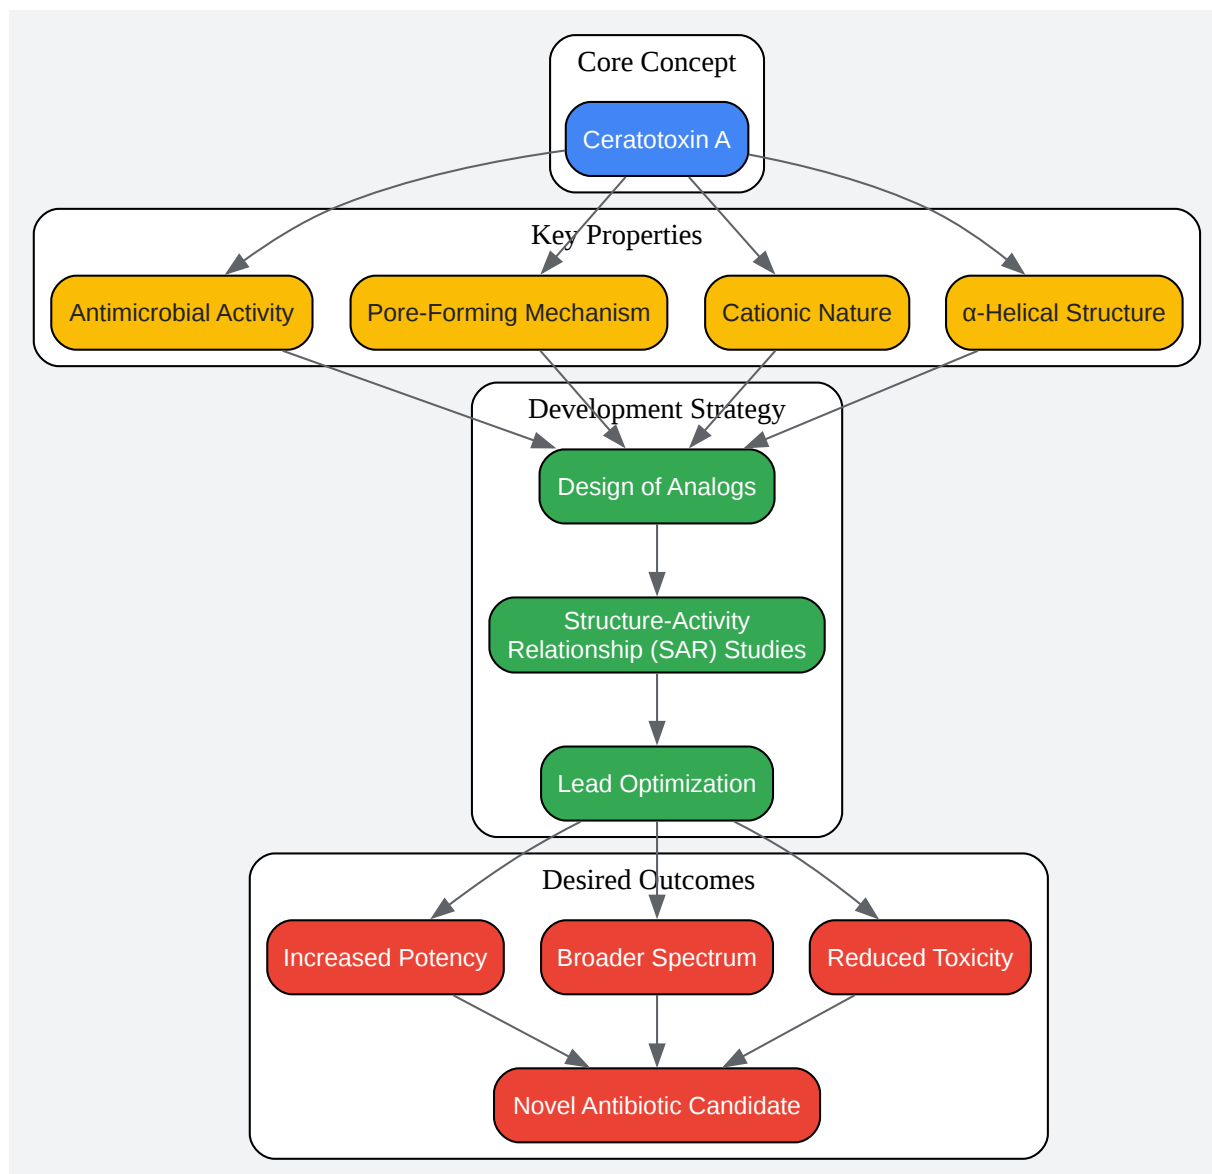 Core Concept
Ceratotoxin A
Key Properties
Antimicrobial Activity
Pore-Forming Mechanism
Cationic Nature
α-Helical Structure
Development Strategy
Design of Analogs
Structure-Activity
Relationship (SAR) Studies
Lead Optimization
Desired Outcomes
Increased Potency
Broader Spectrum
Reduced Toxicity
Novel Antibiotic Candidate